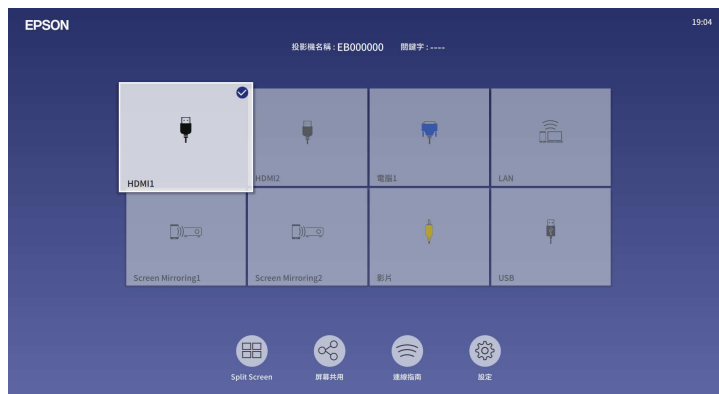 EPSON
19:04
投影機名稱 : EB000000 關鍵字 : ----
HDMI1
HDMI2
電腦1
LAN
Screen Mirroring1
Screen Mirroring2
影片
USB
Split Screen
屏幕共用
連線指南
設定